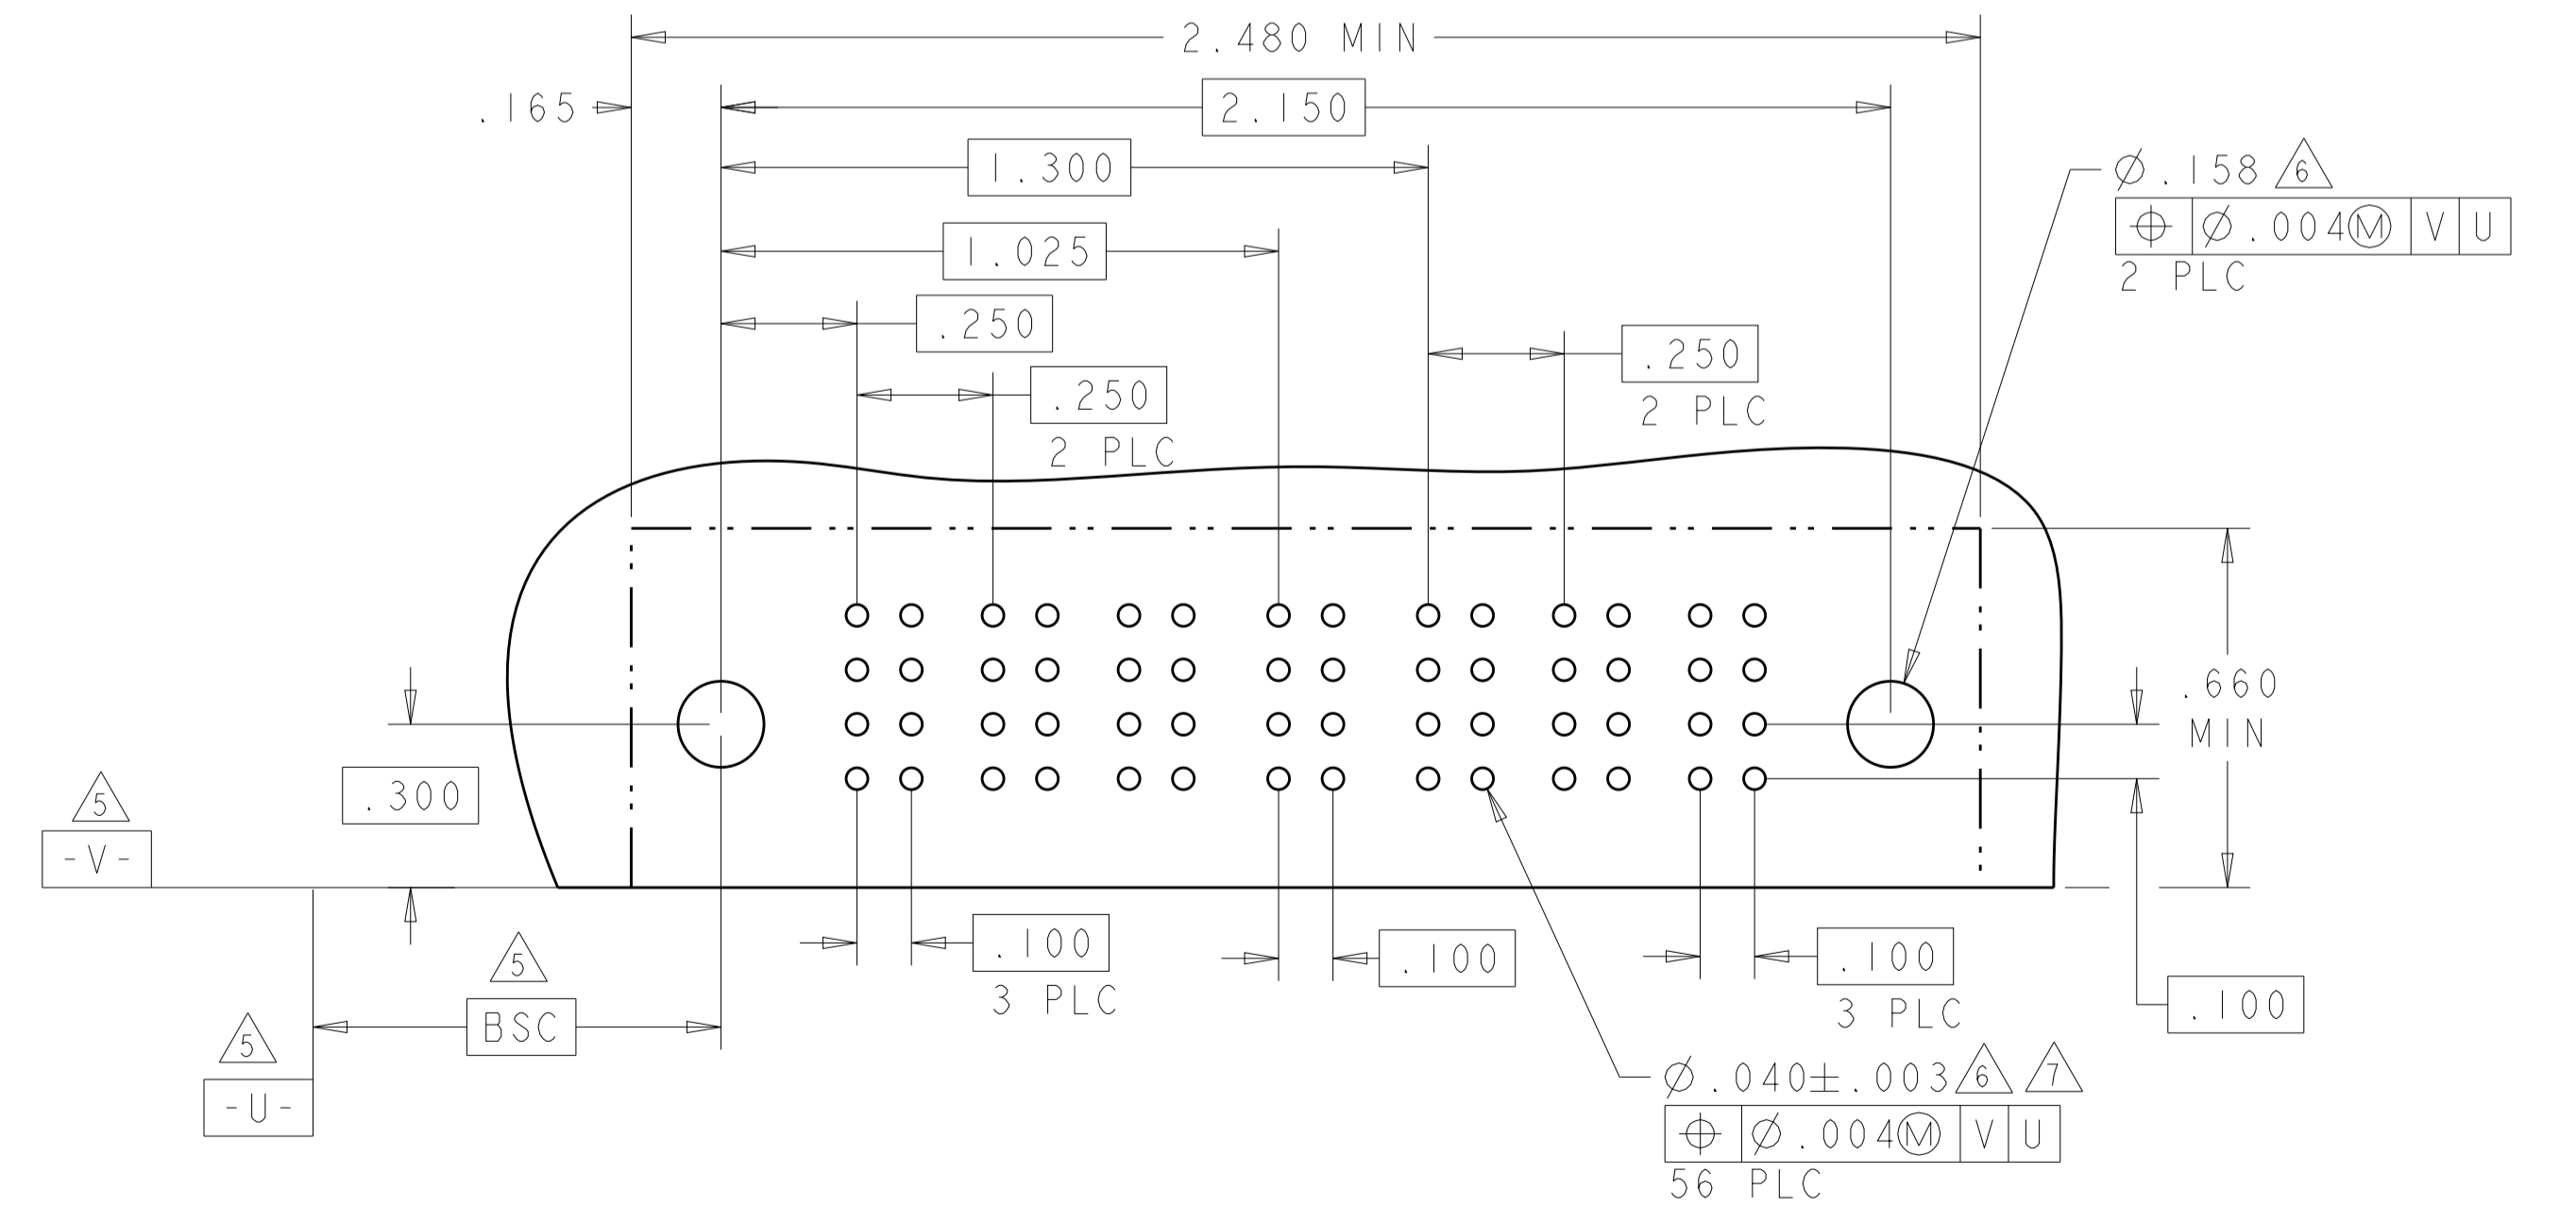 2.480 MIN
.165
2.150
1.300
∅.158 6
⌖ ∅.004Ⓜ V U
2 PLC
1.025
.250
.250
2 PLC
.250
2 PLC
.660
MIN
.300
5
-V-
.100
3 PLC
.100
.100
3 PLC
.100
5
BSC
5
-U-
∅.040±.003 6 7
⌖ ∅.004Ⓜ V U
56 PLC